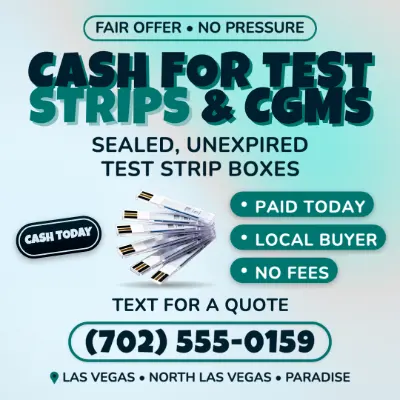 FAIR OFFER • NO PRESSURE
CASH FOR TEST
STRIPS & CGMS
SEALED, UNEXPIRED
TEST STRIP BOXES
CASH TODAY
• PAID TODAY
• LOCAL BUYER
• NO FEES
TEXT FOR A QUOTE
(702) 555-0159
LAS VEGAS • NORTH LAS VEGAS • PARADISE